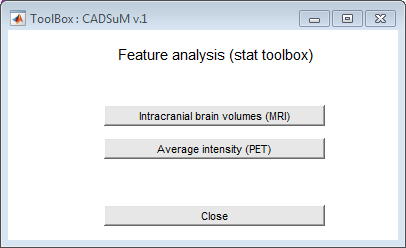 ToolBox : CADSuM v.1
Feature analysis (stat toolbox)
Intracranial brain volumes (MRI)
Average intensity (PET)
Close